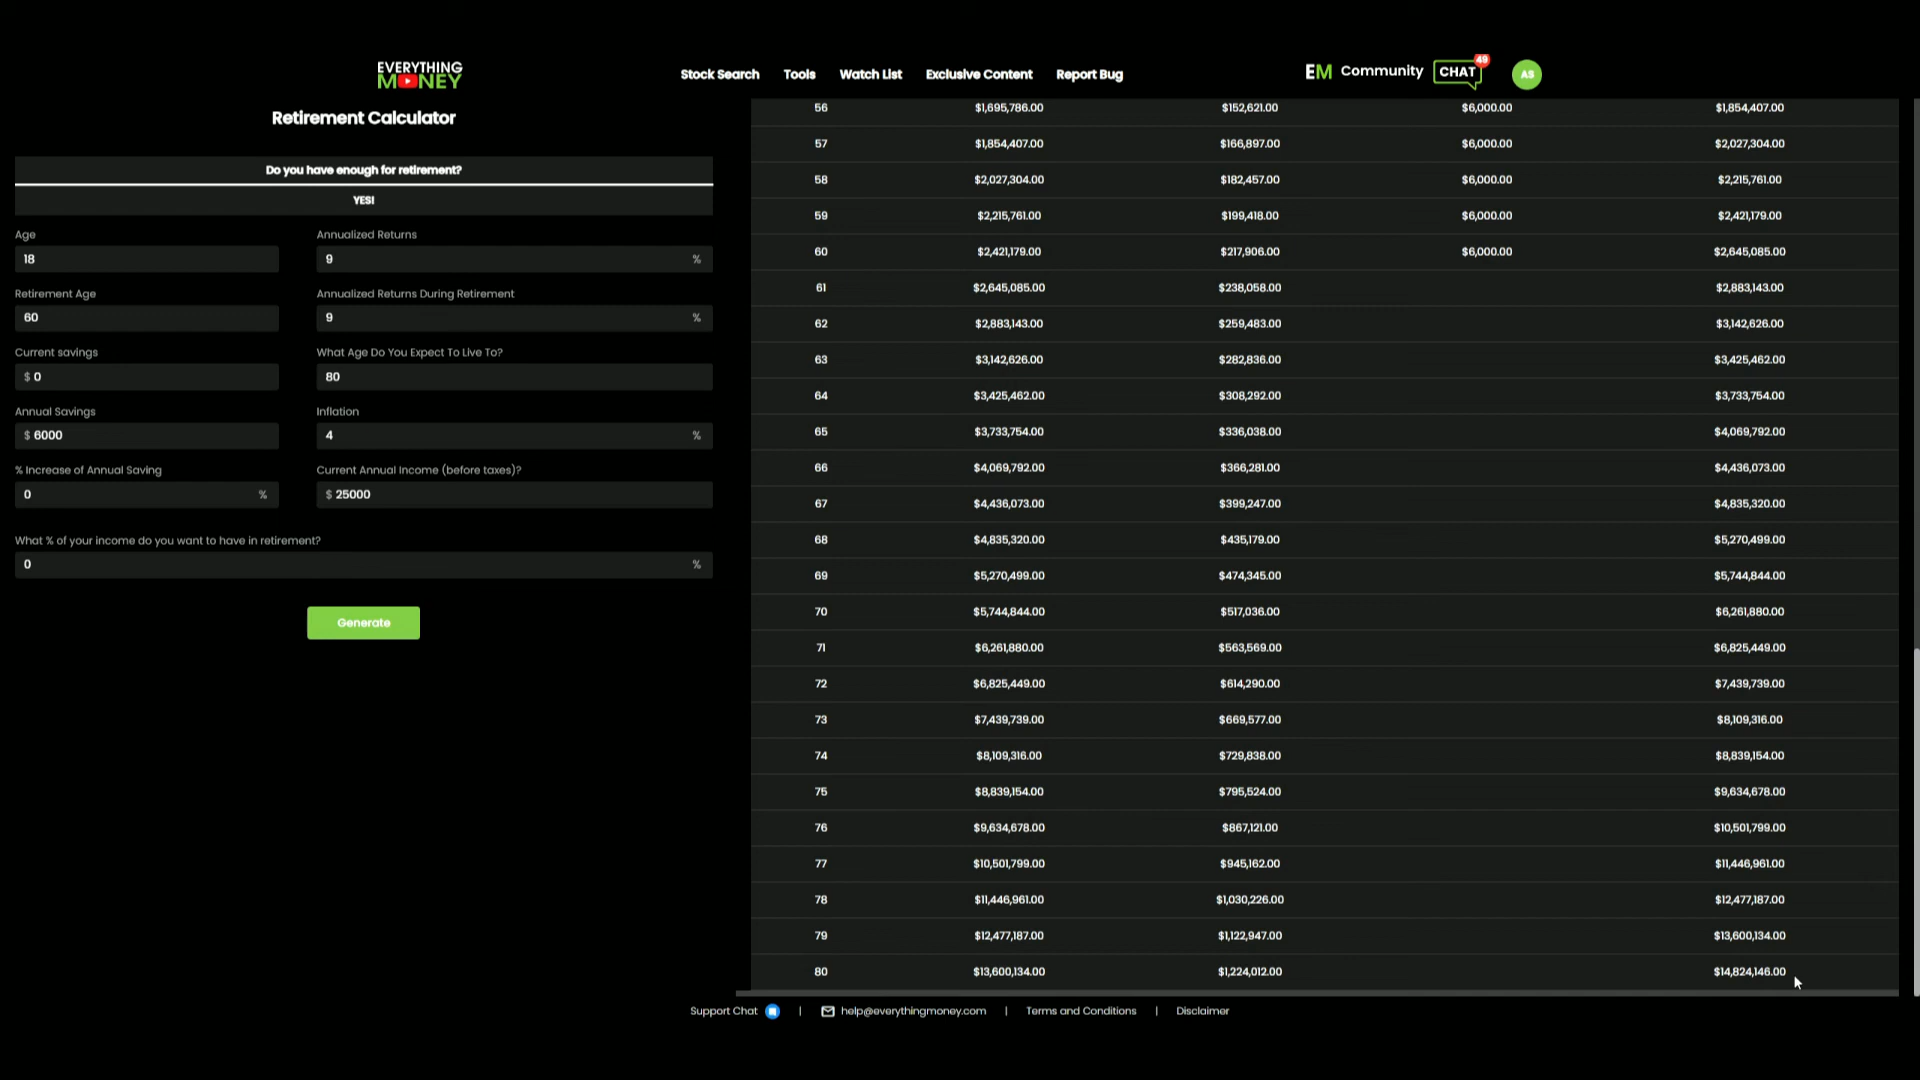 EVERYTHING
MONEY
Stock Search Tools Watch List Exclusive Content Report Bug
EM Community CHAT 49 AS
Retirement Calculator
Do you have enough for retirement?
YES!
Age Annualized Returns
18 9 %
Retirement Age Annualized Returns During Retirement
60 9 %
Current savings What Age Do You Expect To Live To?
$ 0 80
Annual Savings Inflation
$ 6000 4 %
% Increase of Annual Saving Current Annual Income (before taxes)?
0 % $ 25000
What % of your income do you want to have in retirement?
0 %
Generate
56 $1,695,786.00 $152,621.00 $6,000.00 $1,854,407.00
57 $1,854,407.00 $166,897.00 $6,000.00 $2,027,304.00
58 $2,027,304.00 $182,457.00 $6,000.00 $2,215,761.00
59 $2,215,761.00 $199,418.00 $6,000.00 $2,421,179.00
60 $2,421,179.00 $217,906.00 $6,000.00 $2,645,085.00
61 $2,645,085.00 $238,058.00 $2,883,143.00
62 $2,883,143.00 $259,483.00 $3,142,626.00
63 $3,142,626.00 $282,836.00 $3,425,462.00
64 $3,425,462.00 $308,292.00 $3,733,754.00
65 $3,733,754.00 $336,038.00 $4,069,792.00
66 $4,069,792.00 $366,281.00 $4,436,073.00
67 $4,436,073.00 $399,247.00 $4,835,320.00
68 $4,835,320.00 $435,179.00 $5,270,499.00
69 $5,270,499.00 $474,345.00 $5,744,844.00
70 $5,744,844.00 $517,036.00 $6,261,880.00
71 $6,261,880.00 $563,569.00 $6,825,449.00
72 $6,825,449.00 $614,290.00 $7,439,739.00
73 $7,439,739.00 $669,577.00 $8,109,316.00
74 $8,109,316.00 $729,838.00 $8,839,154.00
75 $8,839,154.00 $795,524.00 $9,634,678.00
76 $9,634,678.00 $867,121.00 $10,501,799.00
77 $10,501,799.00 $945,162.00 $11,446,961.00
78 $11,446,961.00 $1,030,226.00 $12,477,187.00
79 $12,477,187.00 $1,122,947.00 $13,600,134.00
80 $13,600,134.00 $1,224,012.00 $14,824,146.00
Support Chat | help@everythingmoney.com | Terms and Conditions | Disclaimer